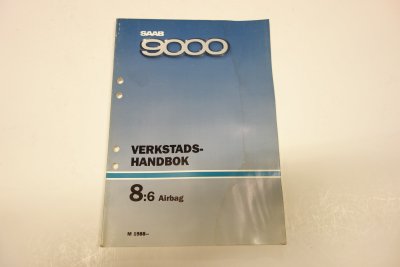 SAAB
9000
VERKSTADS-
HANDBOK
8:6 Airbag
M 1988–